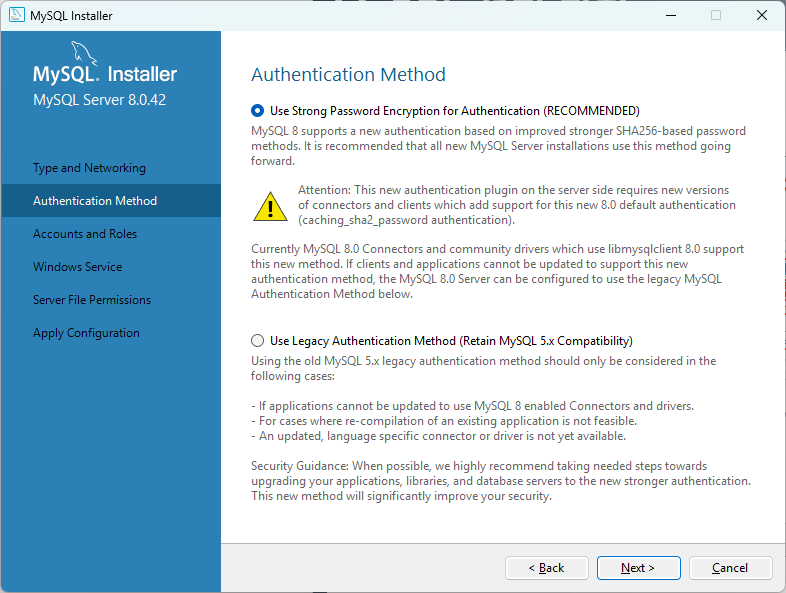 MySQL Installer
MySQL. Installer
MySQL Server 8.0.42
Type and Networking
Authentication Method
Accounts and Roles
Windows Service
Server File Permissions
Apply Configuration
Authentication Method
Use Strong Password Encryption for Authentication (RECOMMENDED)
MySQL 8 supports a new authentication based on improved stronger SHA256-based password
methods. It is recommended that all new MySQL Server installations use this method going
forward.
Attention: This new authentication plugin on the server side requires new versions
of connectors and clients which add support for this new 8.0 default authentication
(caching_sha2_password authentication).
Currently MySQL 8.0 Connectors and community drivers which use libmysqlclient 8.0 support
this new method. If clients and applications cannot be updated to support this new
authentication method, the MySQL 8.0 Server can be configured to use the legacy MySQL
Authentication Method below.
Use Legacy Authentication Method (Retain MySQL 5.x Compatibility)
Using the old MySQL 5.x legacy authentication method should only be considered in the
following cases:
- If applications cannot be updated to use MySQL 8 enabled Connectors and drivers.
- For cases where re-compilation of an existing application is not feasible.
- An updated, language specific connector or driver is not yet available.
Security Guidance: When possible, we highly recommend taking needed steps towards
upgrading your applications, libraries, and database servers to the new stronger authentication.
This new method will significantly improve your security.
< Back
Next >
Cancel